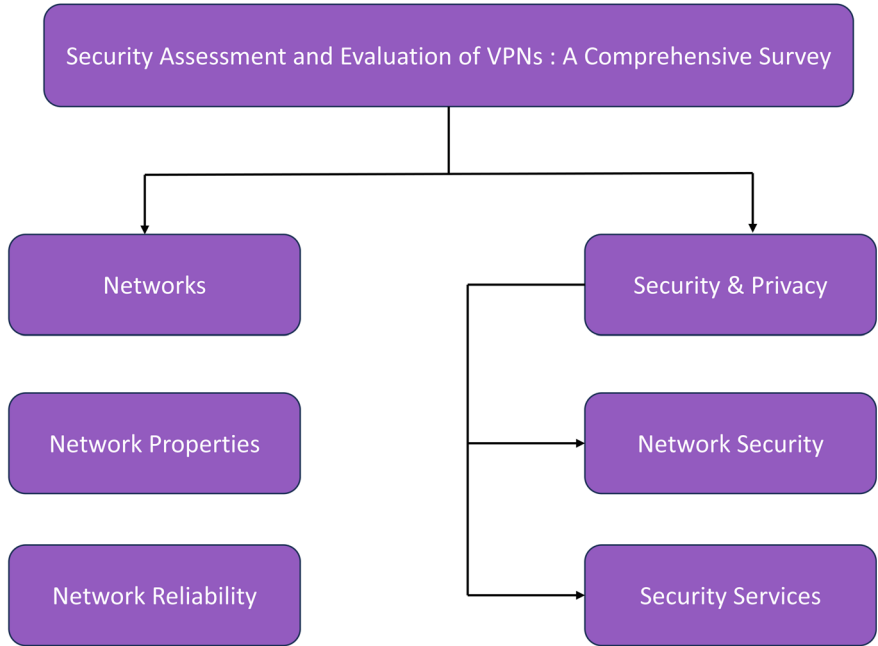 Security Assessment and Evaluation of VPNs : A Comprehensive Survey
Networks
Security & Privacy
Network Properties
Network Security
Network Reliability
Security Services